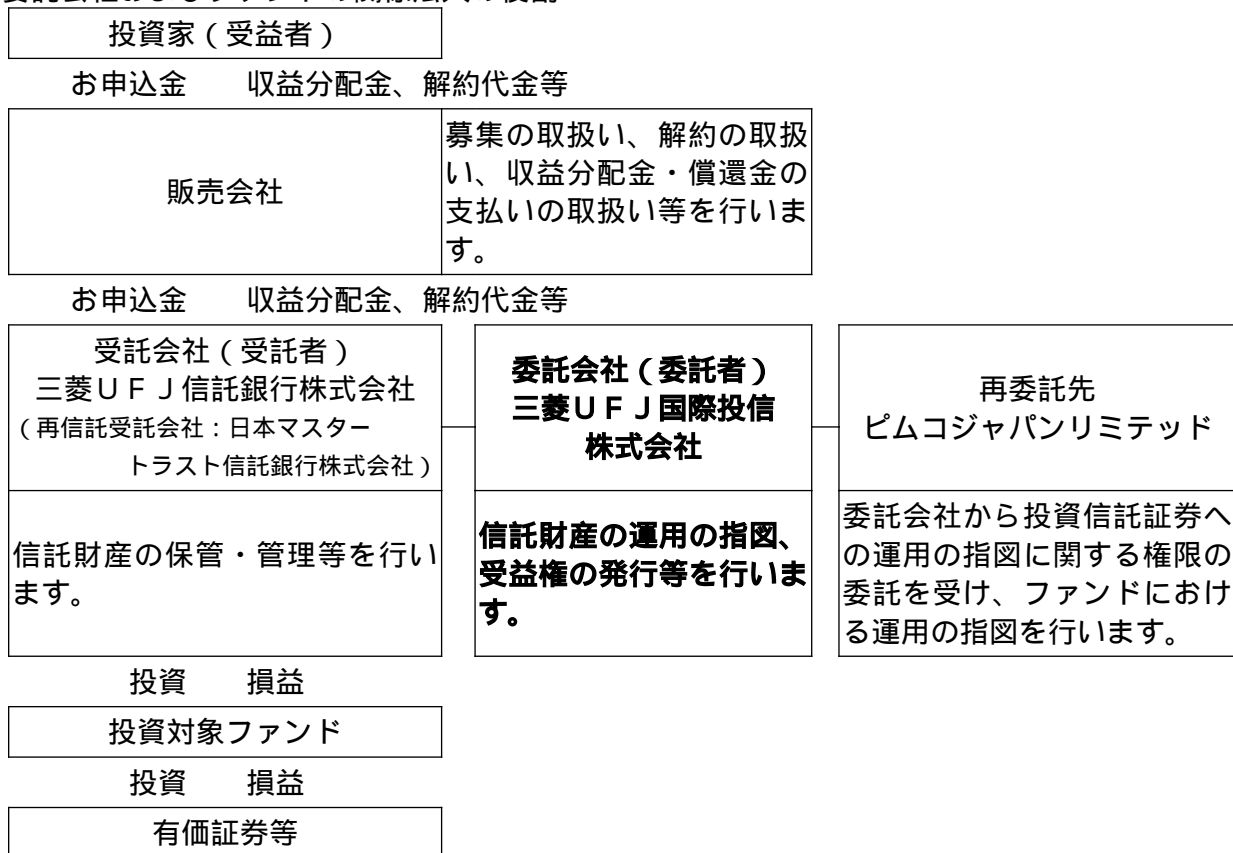 投資家（受益者）
お申込金　　収益分配金、解約代金等
販売会社
募集の取扱い、解約の取扱
い、収益分配金・償還金の
支払いの取扱い等を行いま
す。
お申込金　　収益分配金、解約代金等
受託会社（受託者）
三菱ＵＦＪ信託銀行株式会社
（再信託受託会社：日本マスター
トラスト信託銀行株式会社）
委託会社（委託者）
三菱ＵＦＪ国際投信
株式会社
再委託先
ピムコジャパンリミテッド
信託財産の保管・管理等を行い
ます。
信託財産の運用の指図、
受益権の発行等を行いま
す。
委託会社から投資信託証券へ
の運用の指図に関する権限の
委託を受け、ファンドにおけ
る運用の指図を行います。
投資　　損益
投資対象ファンド
投資　　損益
有価証券等